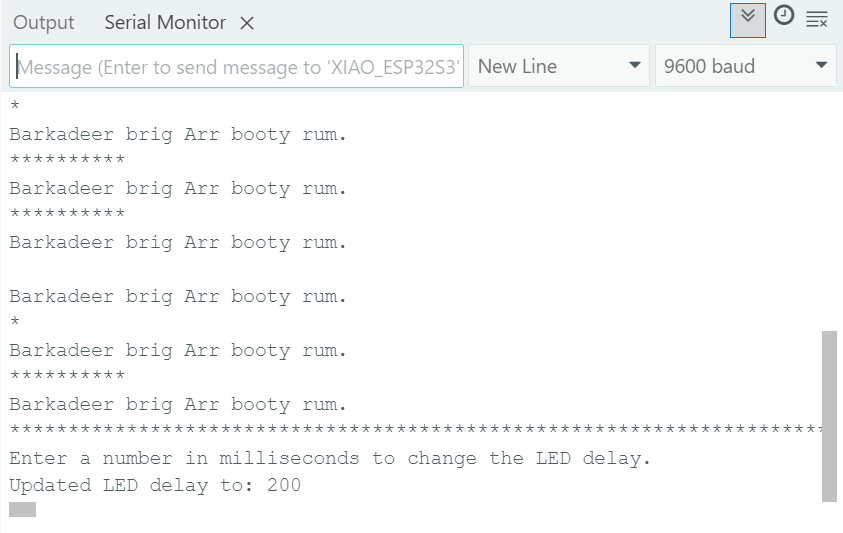 Output Serial Monitor ×
Message (Enter to send message to 'XIAO_ESP32S3' New Line 9600 baud
*
Barkadeer brig Arr booty rum.
**********
Barkadeer brig Arr booty rum.
**********
Barkadeer brig Arr booty rum.

Barkadeer brig Arr booty rum.
*
Barkadeer brig Arr booty rum.
**********
Barkadeer brig Arr booty rum.
**********************************************************************
Enter a number in milliseconds to change the LED delay.
Updated LED delay to: 200